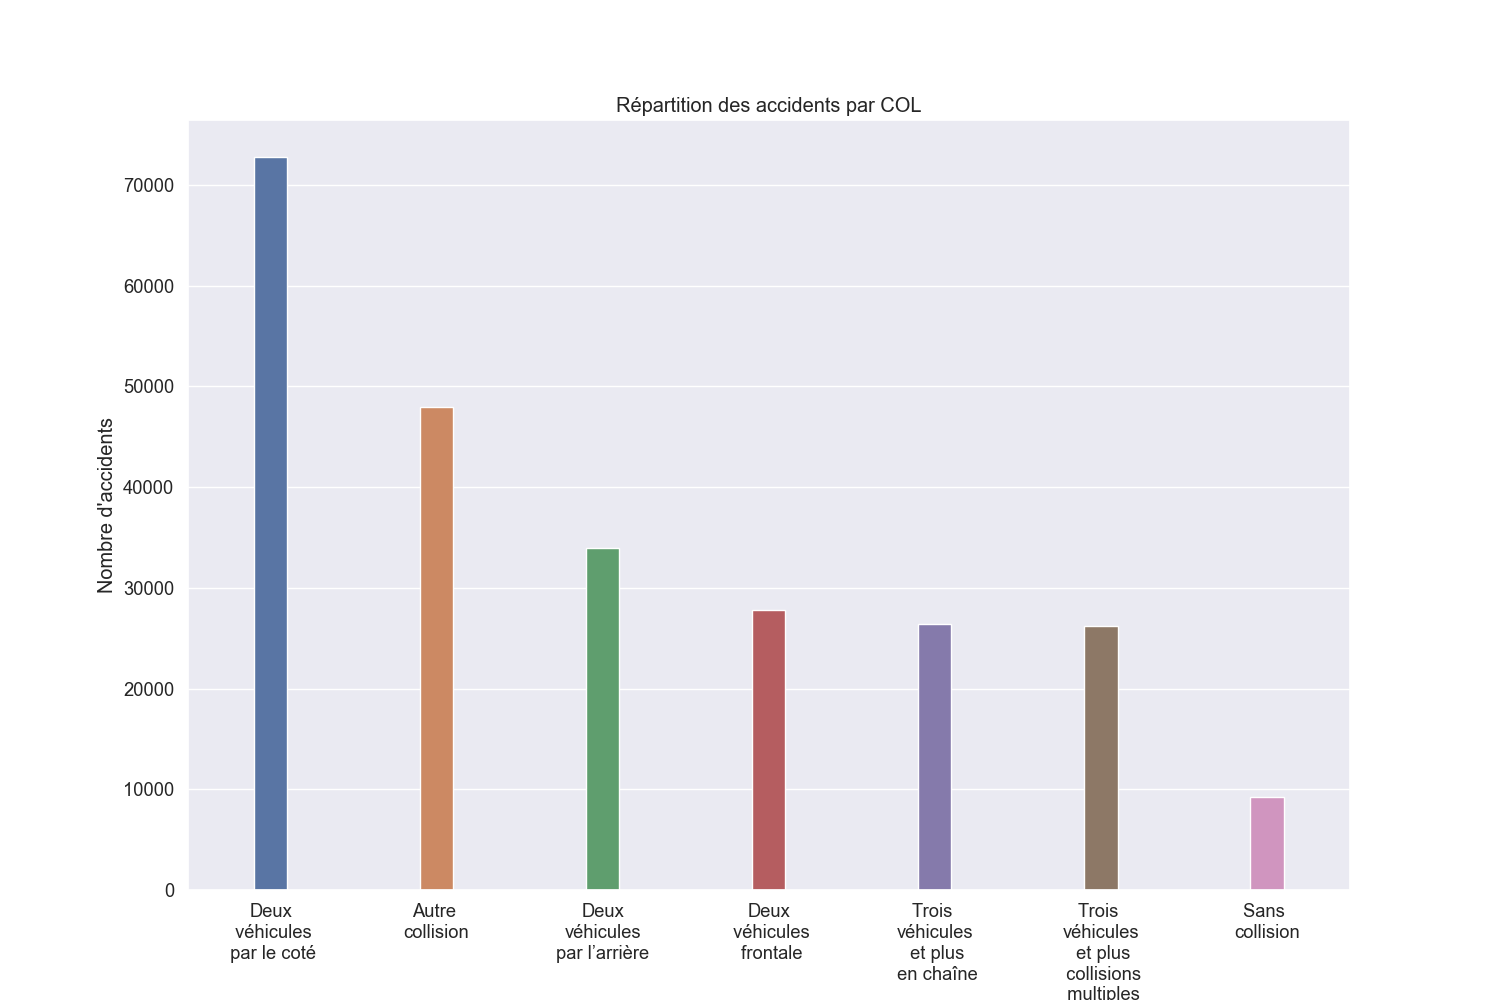 Répartition des accidents par COL
Nombre d'accidents
70000
60000
50000
40000
30000
20000
10000
0
Deux
véhicules
par le coté
Autre
collision
Deux
véhicules
par l’arrière
Deux
véhicules
frontale
Trois
véhicules
et plus
en chaîne
Trois
véhicules
et plus
collisions
multiples
Sans
collision